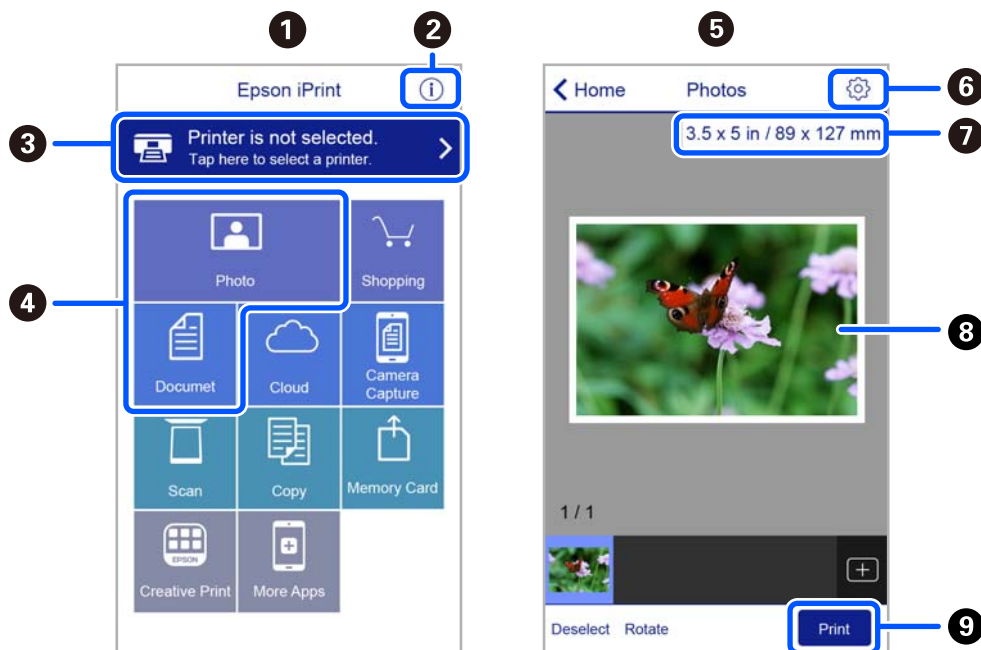 1
2
Epson iPrint
i
3
Printer is not selected.
Tap here to select a printer.
4
Photo
Shopping
Documet
Cloud
Camera
Capture
Scan
Copy
Memory Card
EPSON
Creative Print
More Apps
5
Home
Photos
6
3.5 x 5 in / 89 x 127 mm
7
8
1 / 1
Deselect
Rotate
Print
9